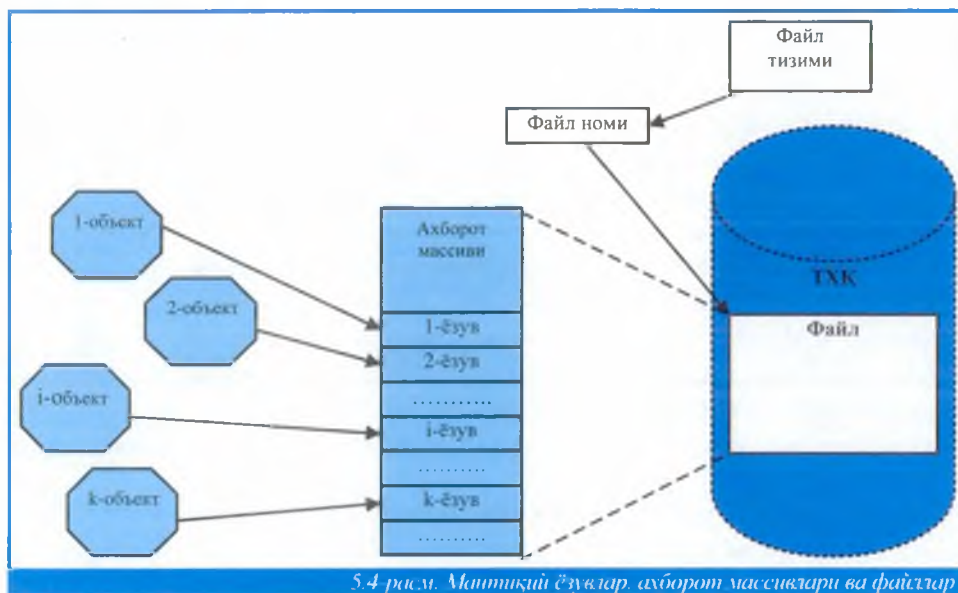 Файл
тизими
Файл номи
1-объект
2-объект
i-объект
k-объект
Ахборот
массиви
1-ёзув
2-ёзув
...........
i-ёзув
..........
k-ёзув
..........
ТХК
Файл
5.4-расм. Мантиқий ёзувлар, ахборот массивлари ва файллар